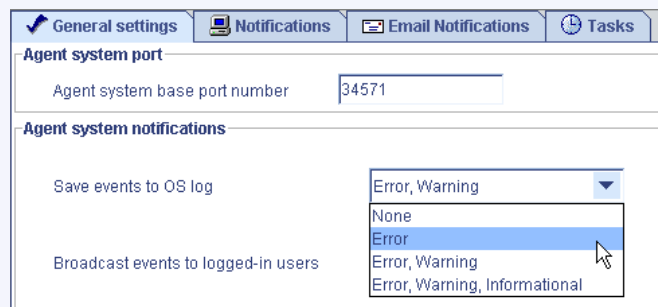 General settings Notifications Email Notifications Tasks
Agent system port
Agent system base port number 34571
Agent system notifications
Save events to OS log Error, Warning
None
Error
Broadcast events to logged-in users Error, Warning
Error, Warning, Informational